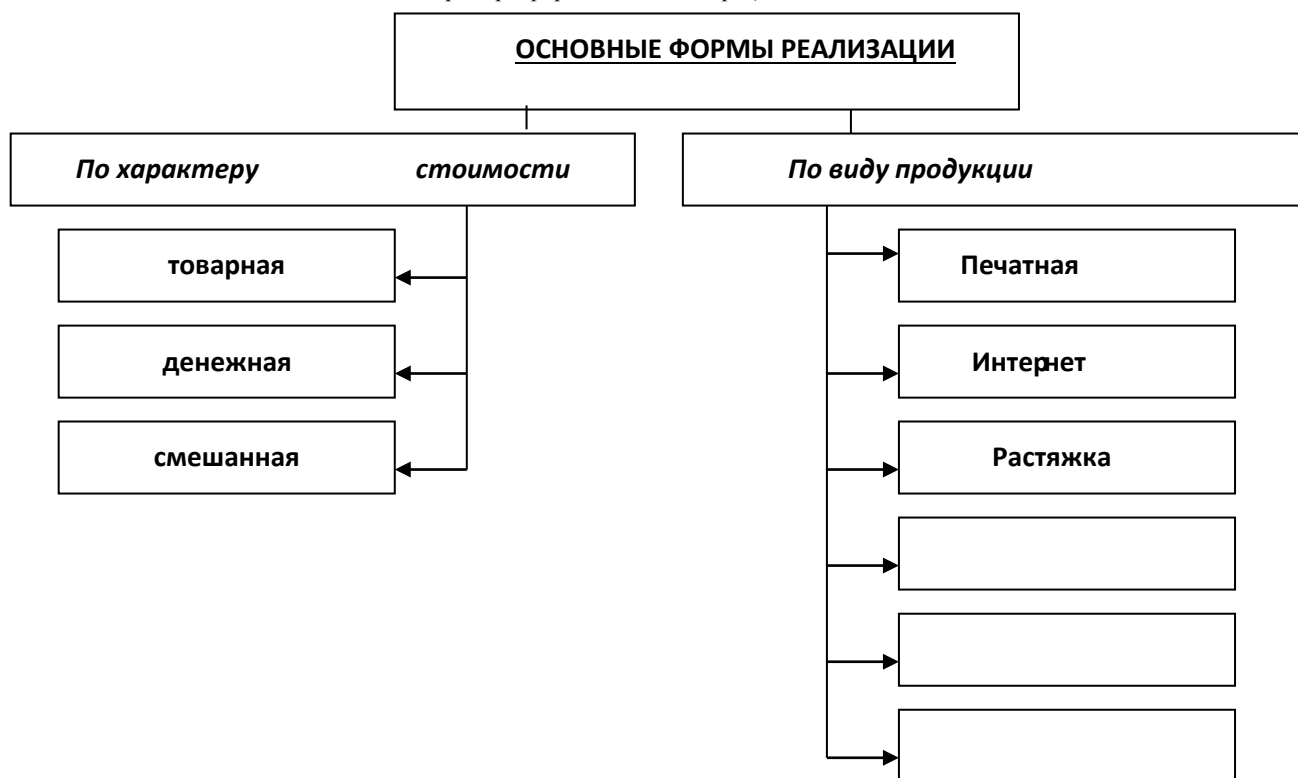 ОСНОВНЫЕ ФОРМЫ РЕАЛИЗАЦИИ
По характеру стоимости
По виду продукции
товарная
денежная
смешанная
Печатная
Интернет
Растяжка